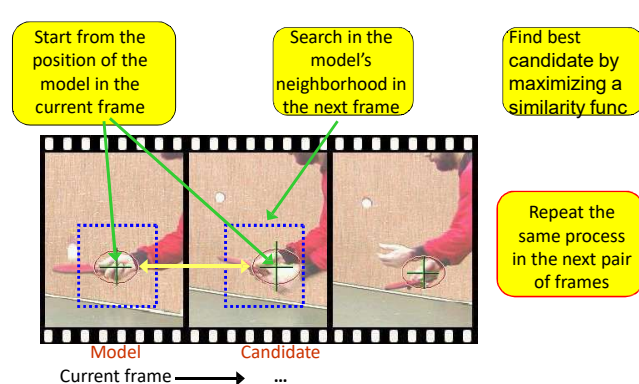 Start from the
position of the
model in the
current frame
Search in the
model's
neighborhood in
the next frame
Find best
candidate by
maximizing a
similarity func
Repeat the
same process
in the next pair
of frames
Model
Candidate
Current frame
...